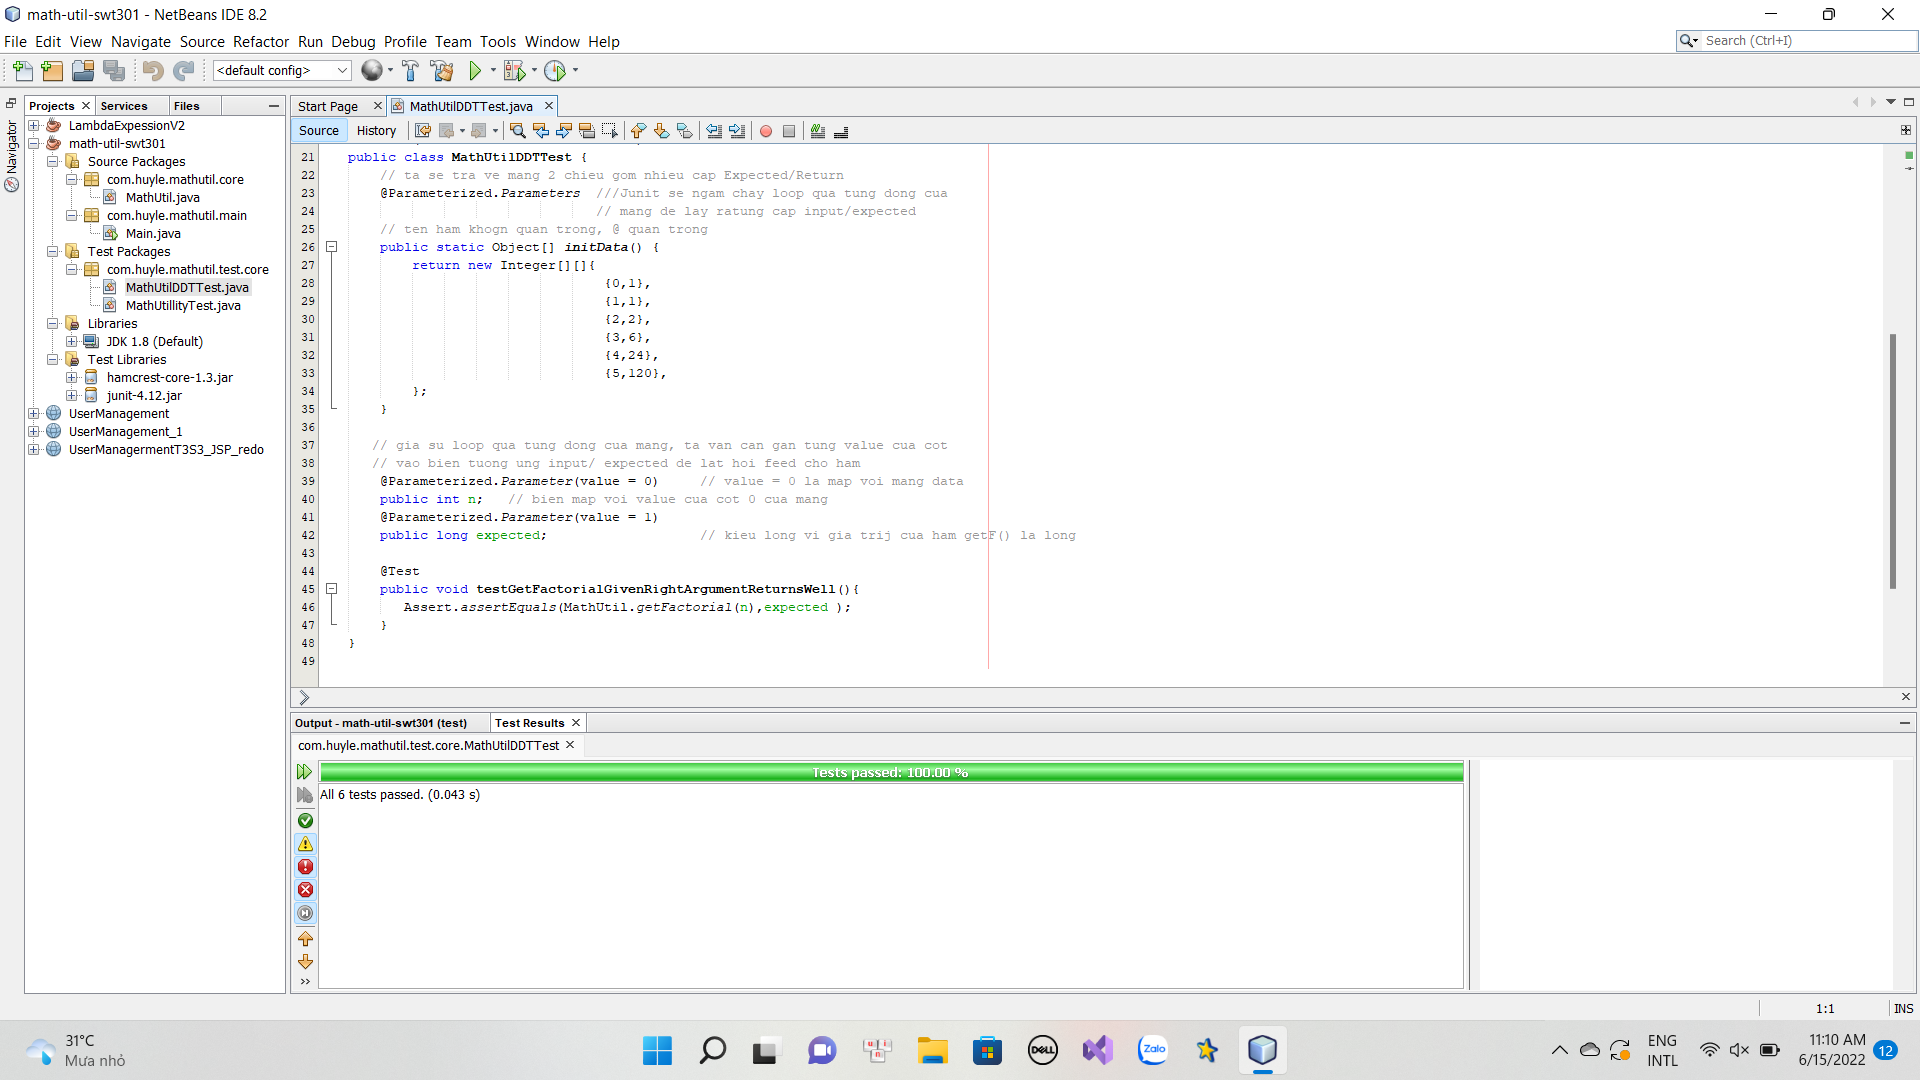 math-util-swt301 - NetBeans IDE 8.2
File Edit View Navigate Source Refactor Run Debug Profile Team Tools Window Help
Search (Ctrl+I)
<default config>
Navigator
Projects Services Files
LambdaExpessionV2
math-util-swt301
Source Packages
com.huyle.mathutil.core
MathUtil.java
com.huyle.mathutil.main
Main.java
Test Packages
com.huyle.mathutil.test.core
MathUtilDDTTest.java
MathUtillityTest.java
Libraries
JDK 1.8 (Default)
Test Libraries
hamcrest-core-1.3.jar
junit-4.12.jar
UserManagement
UserManagement_1
UserManagermentT3S3_JSP_redo
Start Page MathUtilDDTTest.java
Source History
21 public class MathUtilDDTTest {
22 // ta se tra ve mang 2 chieu gom nhieu cap Expected/Return
23 @Parameterized.Parameters ///Junit se ngam chay loop qua tung dong cua
24 // mang de lay ratung cap input/expected
25 // ten ham khogn quan trong, @ quan trong
26 public static Object[] initData() {
27 return new Integer[][]{
28 {0,1},
29 {1,1},
30 {2,2},
31 {3,6},
32 {4,24},
33 {5,120},
34 };
35 }
36
37 // gia su loop qua tung dong cua mang, ta van can gan tung value cua cot
38 // vao bien tuong ung input/ expected de lat hoi feed cho ham
39 @Parameterized.Parameter(value = 0) // value = 0 la map voi mang data
40 public int n; // bien map voi value cua cot 0 cua mang
41 @Parameterized.Parameter(value = 1)
42 public long expected; // kieu long vi gia trij cua ham getF() la long
43
44 @Test
45 public void testGetFactorialGivenRightArgumentReturnsWell(){
46 Assert.assertEquals(MathUtil.getFactorial(n),expected );
47 }
48 }
49
Output - math-util-swt301 (test) Test Results
com.huyle.mathutil.test.core.MathUtilDDTTest
Tests passed: 100.00 %
All 6 tests passed. (0.043 s)
1:1 INS
31°C
Mưa nhỏ
DELL
Zalo
ENG
INTL
11:10 AM
6/15/2022
12